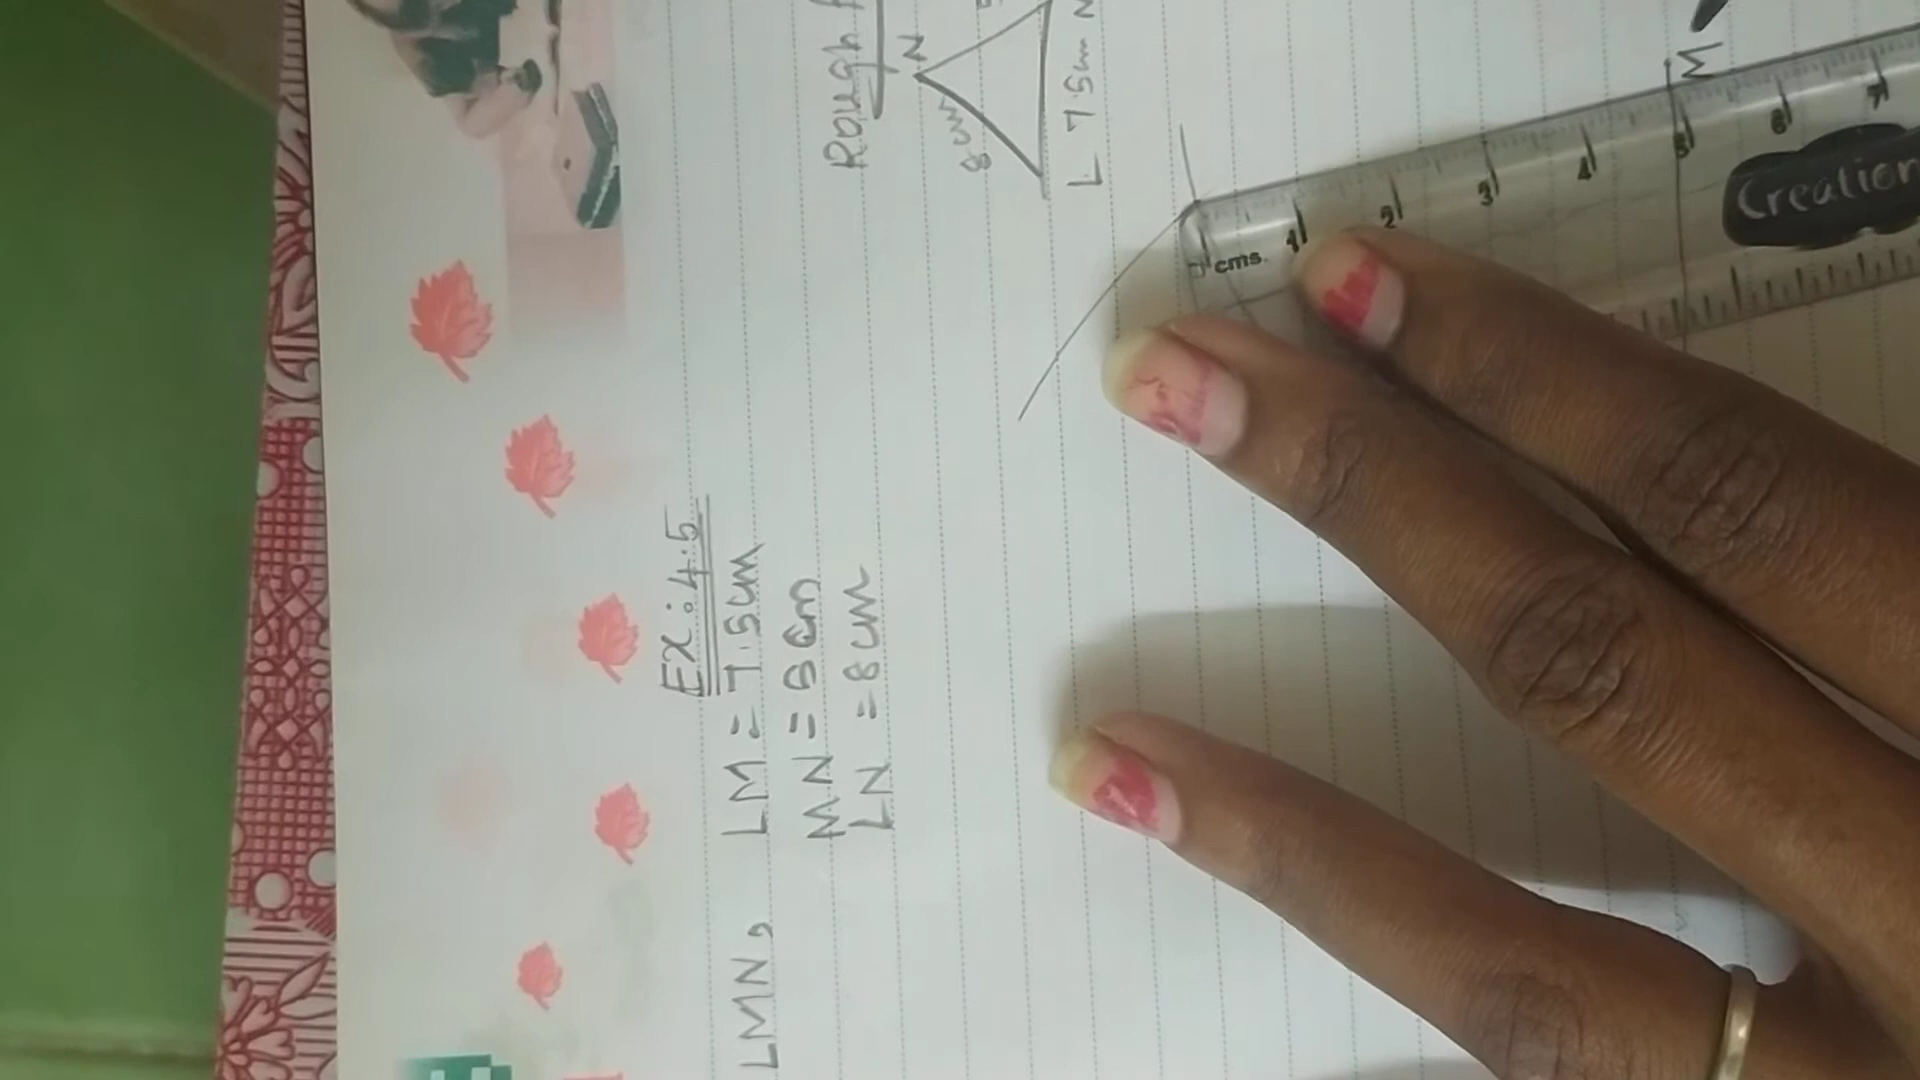 Ex: 4.5
LMN, LM = 7.5cm
MN = 5cm
LN = 8cm
Rough
N
8cm
L 7.5cm M
M
cms. 1 2 3 4 5 6 7
Creation